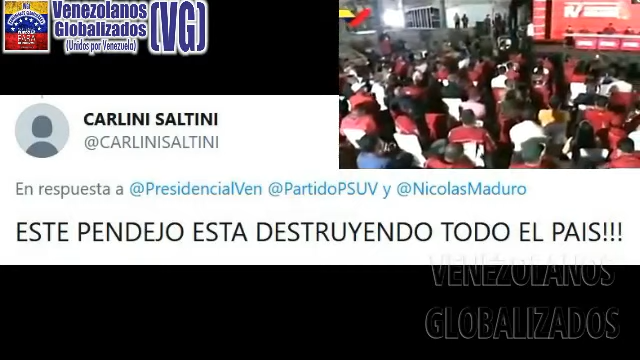 Venezolanos
Globalizados
(Unidos por Venezuela)
(VG)
CARLINI SALTINI
@CARLINISALTINI
En respuesta a @PresidencialVen @PartidoPSUV y @NicolasMaduro
ESTE PENDEJO ESTA DESTRUYENDO TODO EL PAIS!!!
VENEZOLANOS
GLOBALIZADOS